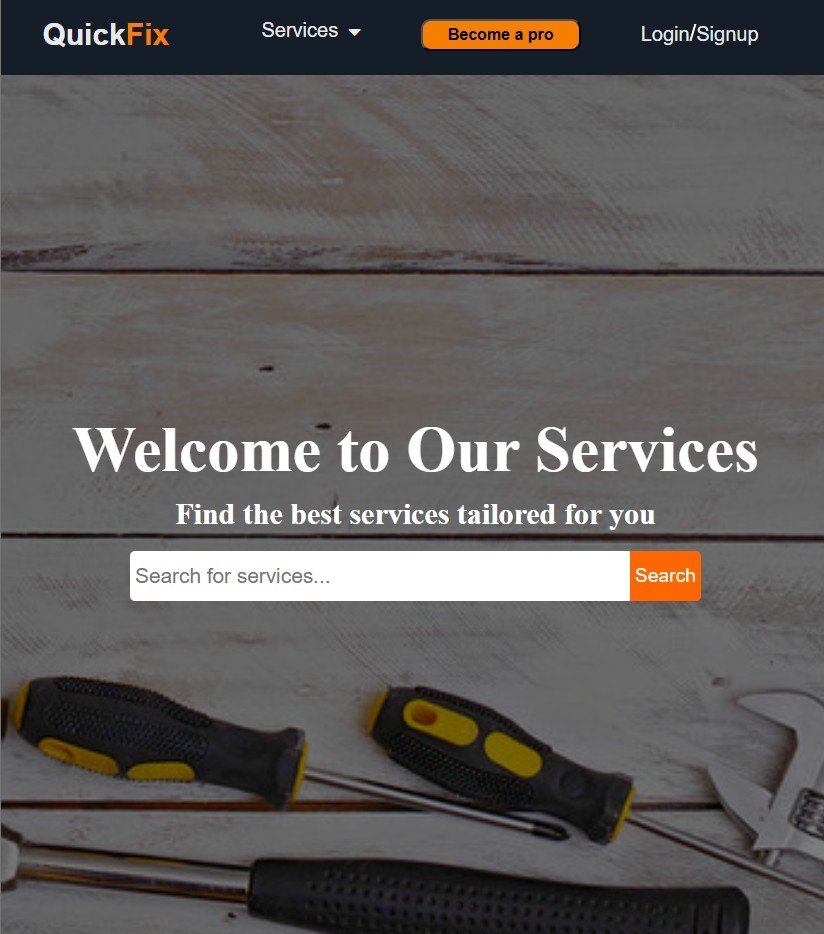 QuickFix Services Become a pro Login/Signup
Welcome to Our Services
Find the best services tailored for you
Search for services... Search